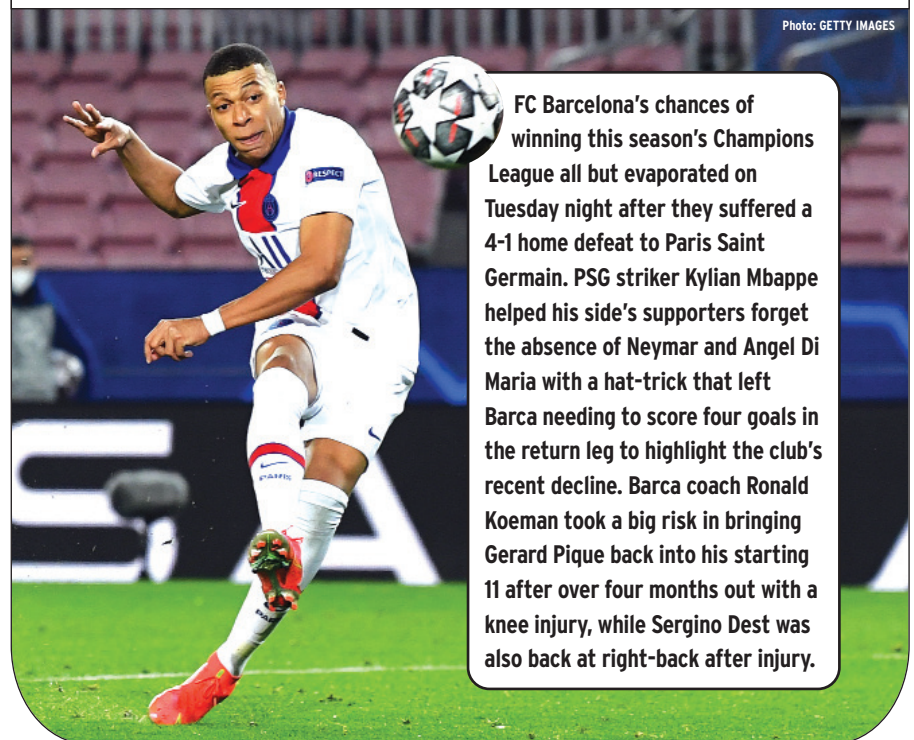 Photo: GETTY IMAGES
FC Barcelona's chances of
winning this season's Champions
League all but evaporated on
Tuesday night after they suffered a
4-1 home defeat to Paris Saint
Germain. PSG striker Kylian Mbappe
helped his side's supporters forget
the absence of Neymar and Angel Di
Maria with a hat-trick that left
Barca needing to score four goals in
the return leg to highlight the club's
recent decline. Barca coach Ronald
Koeman took a big risk in bringing
Gerard Pique back into his starting
11 after over four months out with a
knee injury, while Sergino Dest was
also back at right-back after injury.
RESPECT
PARIS
SA